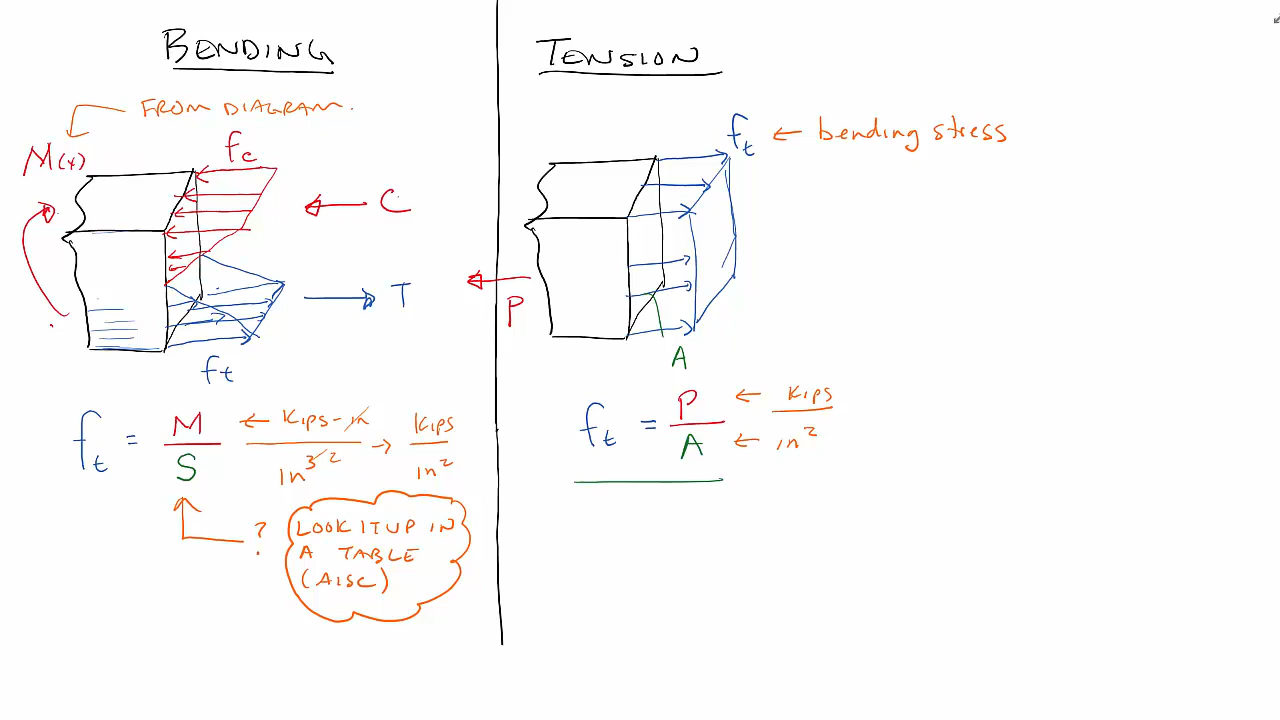 BENDING
FROM DIAGRAM.
M(x)
fc
C
T
ft
ft = M/S ← kips-in / in³ ² → kips/in²
?
LOOK IT UP IN
A TABLE
(AISC)
TENSION
ft ← bending stress
P
A
ft = P/A ← kips
← in²